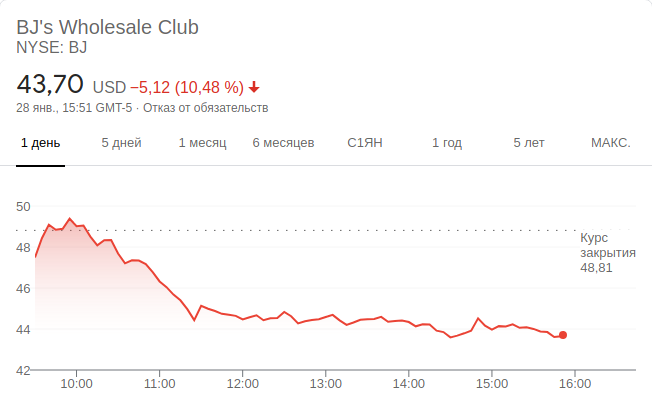 BJ's Wholesale Club
NYSE: BJ
43,70 USD −5,12 (10,48 %)
28 янв., 15:51 GMT-5 · Отказ от обязательств
1 день 5 дней 1 месяц 6 месяцев С1ЯН 1 год 5 лет МАКС.
50
Курс
закрытия
48,81
48
46
44
42
10:00 11:00 12:00 13:00 14:00 15:00 16:00